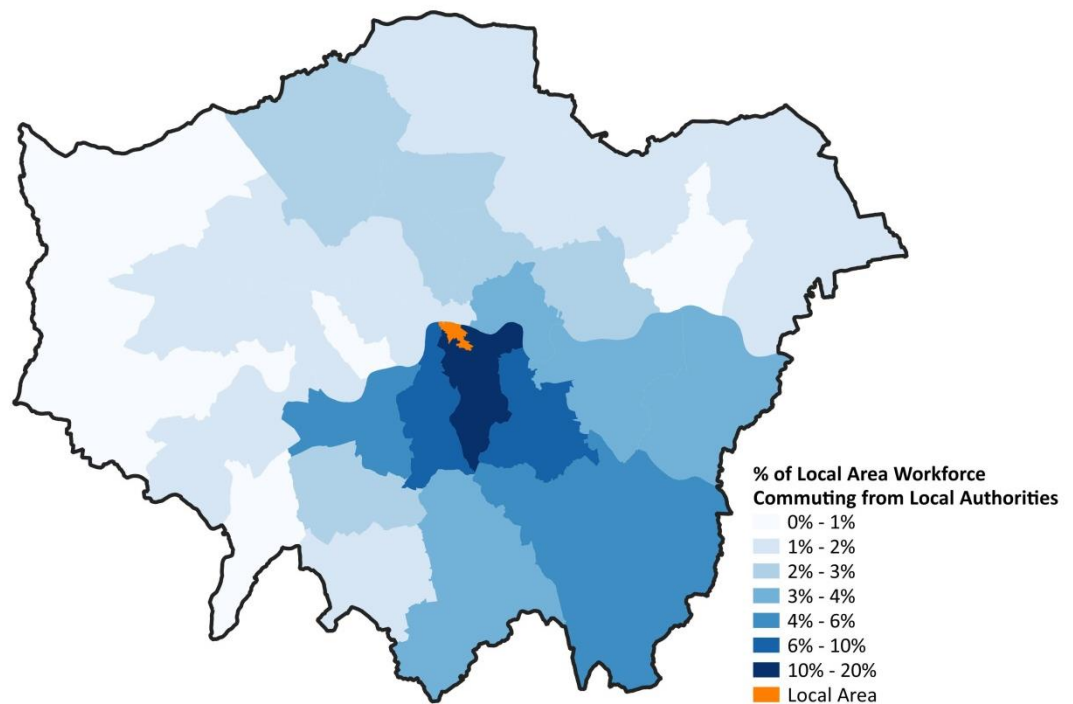 % of Local Area Workforce
Commuting from Local Authorities
0% - 1%
1% - 2%
2% - 3%
3% - 4%
4% - 6%
6% - 10%
10% - 20%
Local Area